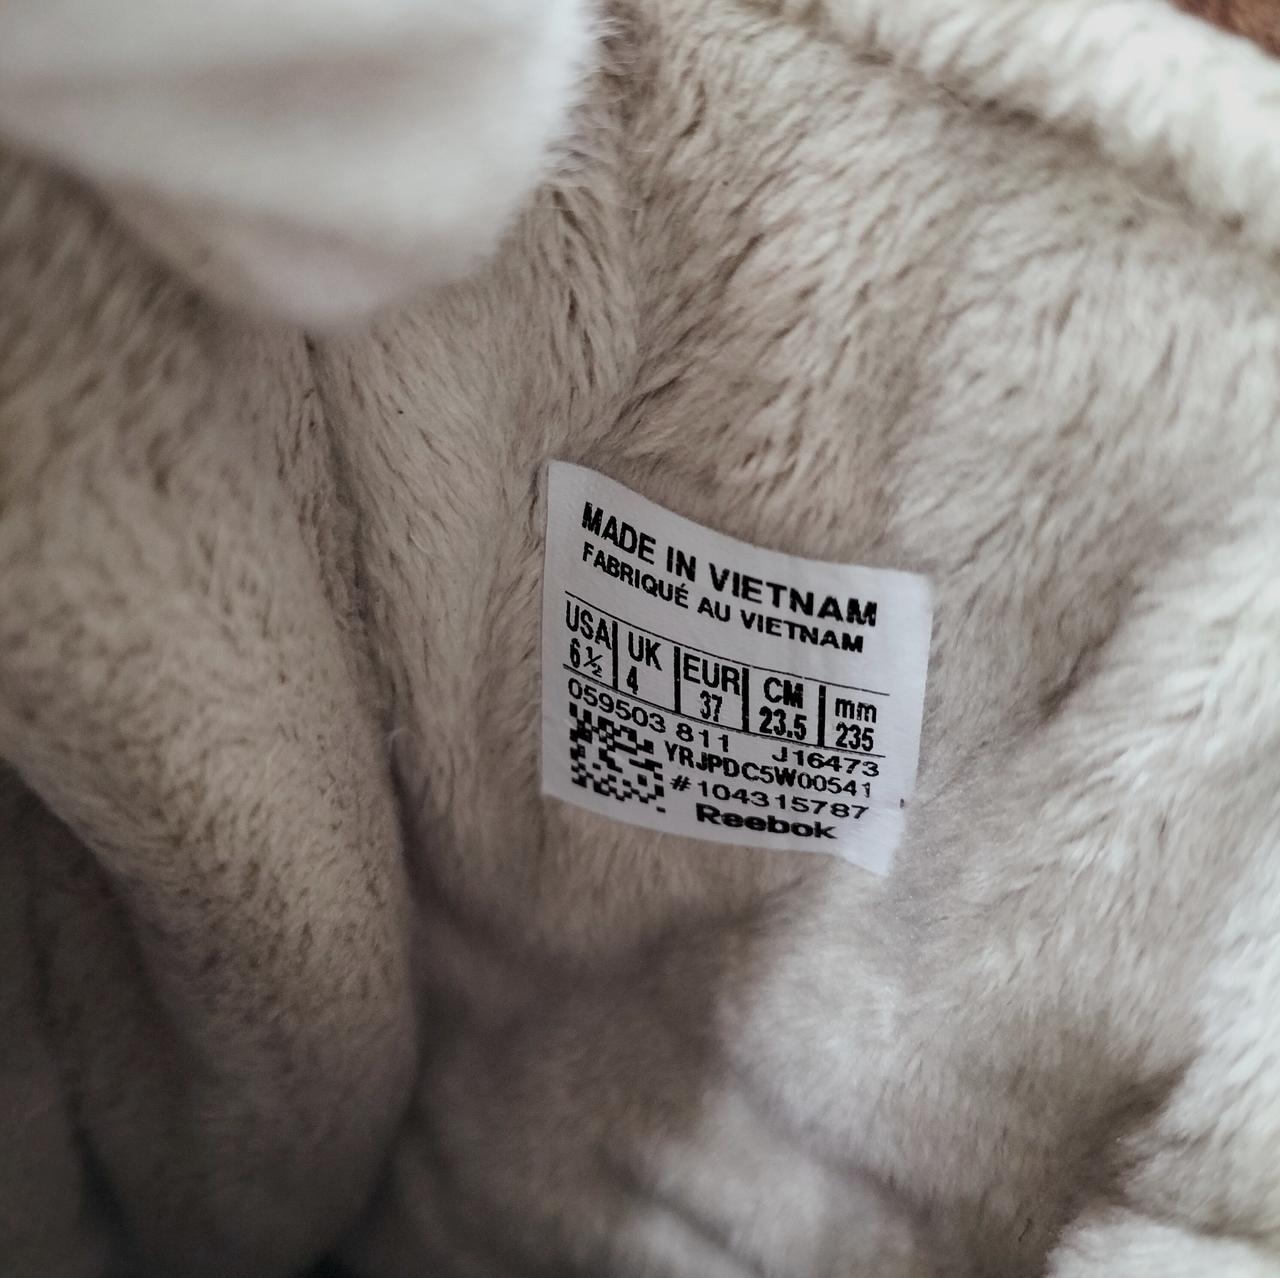 MADE IN VIETNAM
FABRIQUÉ AU VIETNAM
USA UK EUR CM mm
6½ 4 37 23.5 235
059503 811 J16473
YRJPDC5W00541
#104315787
Reebok